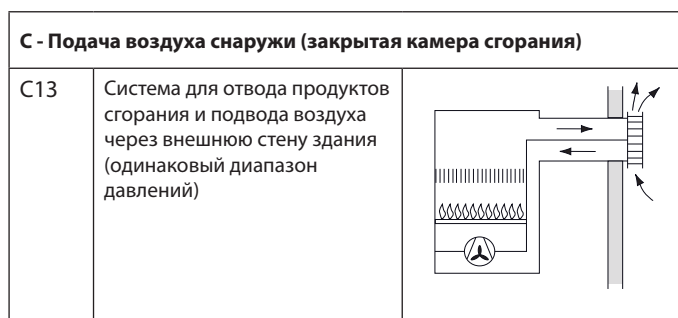 C - Подача воздуха снаружи (закрытая камера сгорания)
C13
Система для отвода продуктов
сгорания и подвода воздуха
через внешнюю стену здания
(одинаковый диапазон
давлений)